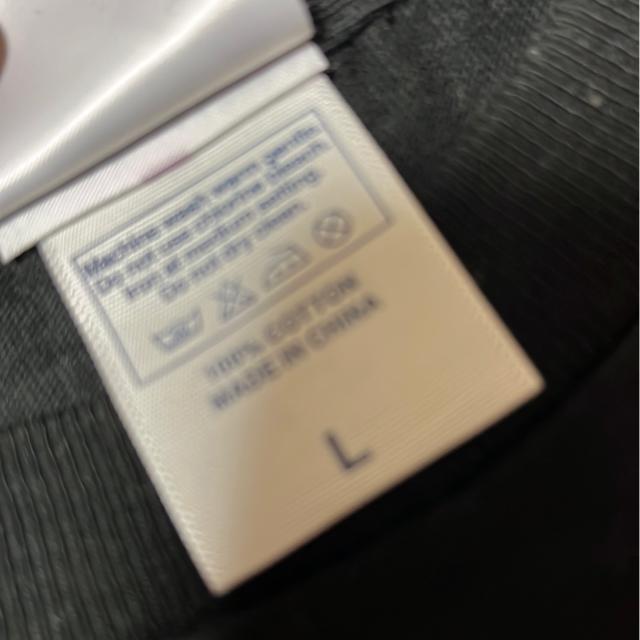 Machine wash warm gentle.
Do not use chlorine bleach.
Iron at medium setting.
Do not dry clean.
100% COTTON
MADE IN CHINA
L